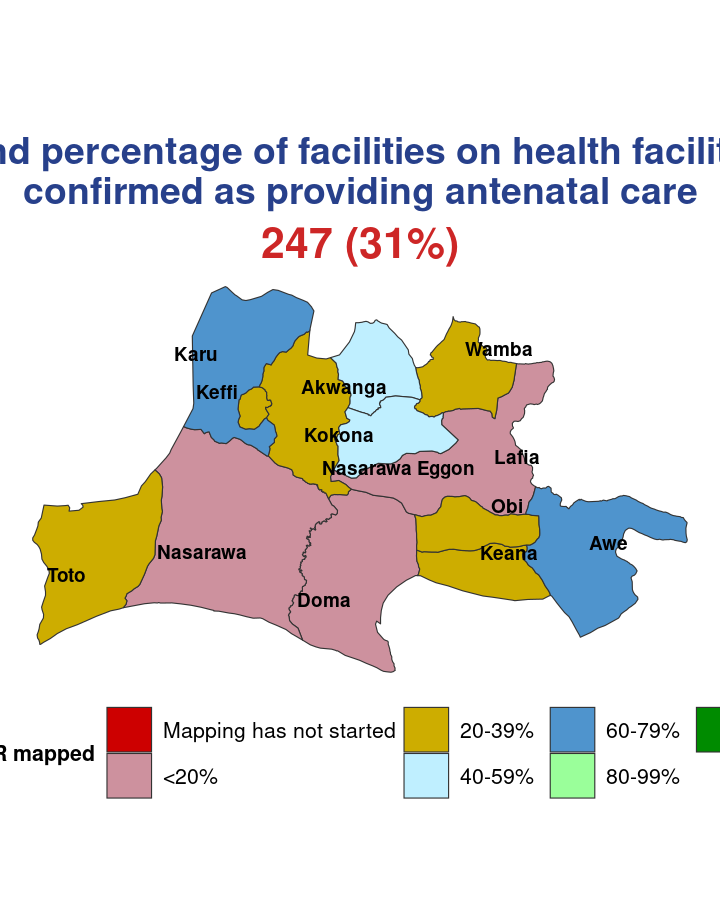 nd percentage of facilities on health facilit
confirmed as providing antenatal care
247 (31%)
Wamba
Karu
Akwanga
Keffi
Kokona
Lafia
Nasarawa Eggon
Obi
Awe
Nasarawa
Keana
Toto
Doma
R mapped
Mapping has not started
<20%
20-39%
40-59%
60-79%
80-99%